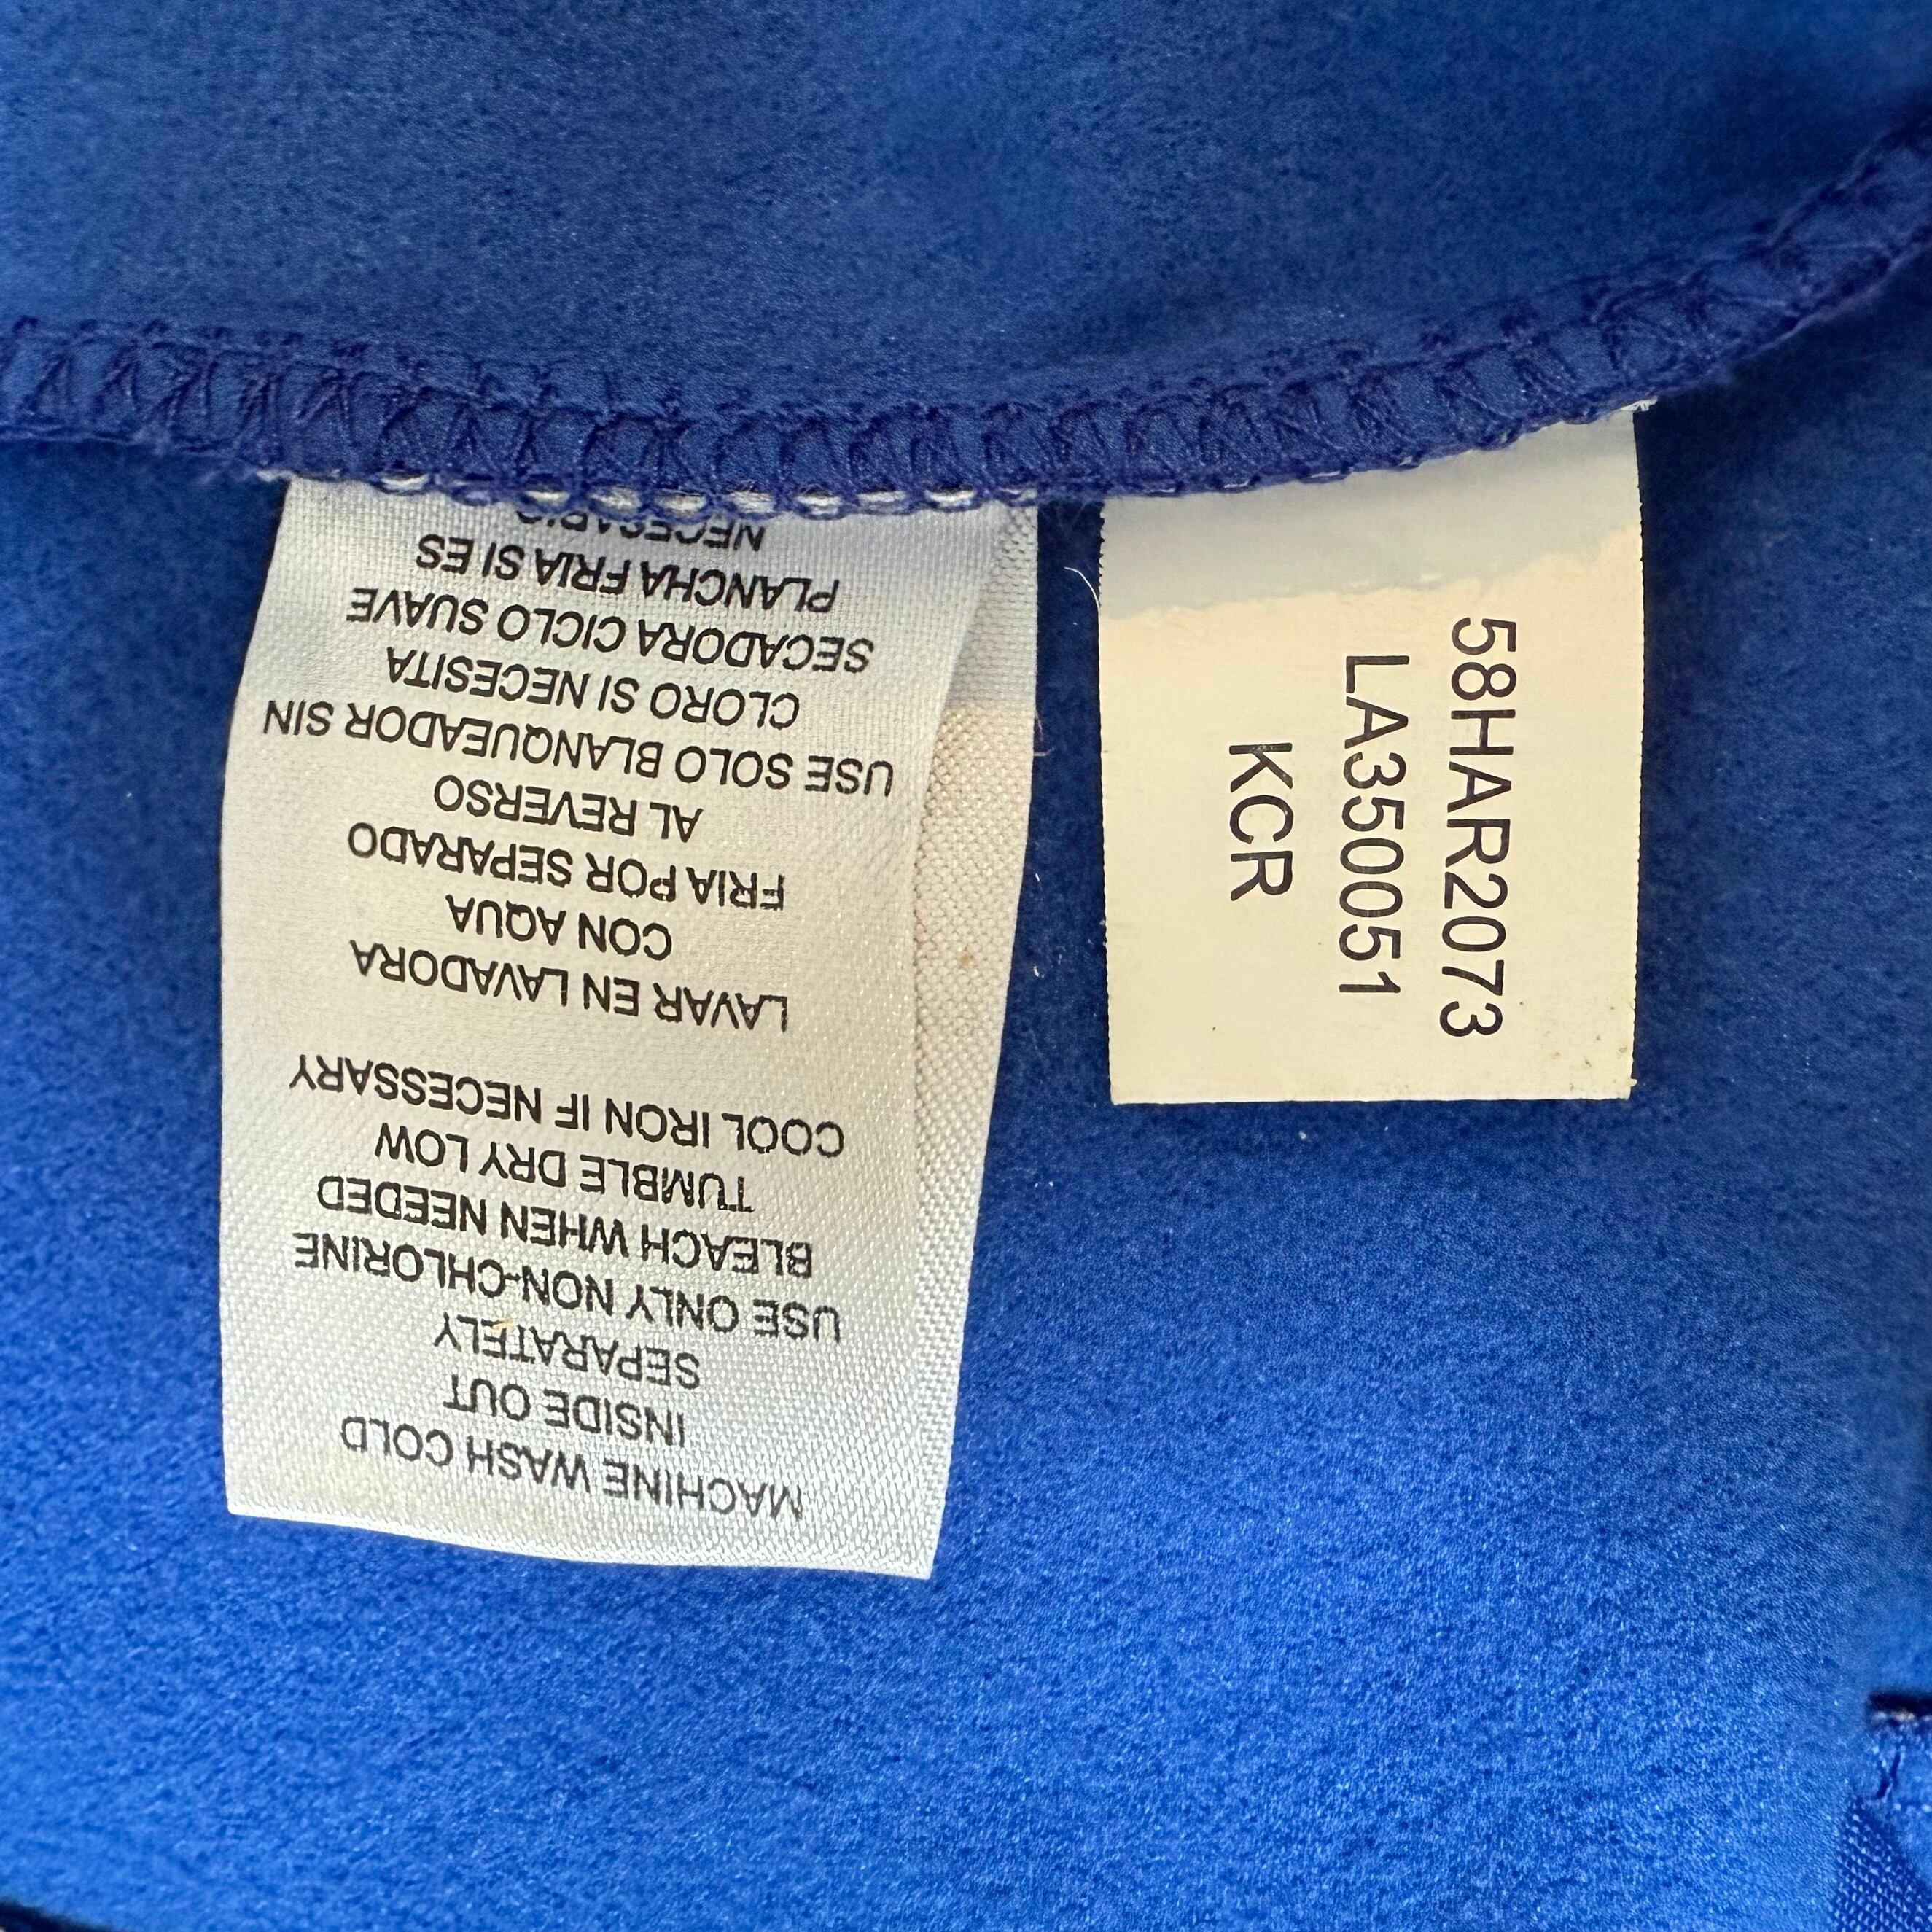 MACHINE WASH COLD
INSIDE OUT
SEPARATELY
USE ONLY NON-CHLORINE
BLEACH WHEN NEEDED
TUMBLE DRY LOW
COOL IRON IF NECESSARY
LAVAR EN LAVADORA
CON AQUA
FRIA POR SEPARADO
AL REVERSO
USE SOLO BLANQUEADOR SIN
CLORO SI NECESITA
SECADORA CICLO SUAVE
PLANCHA FRIA SI ES
NECESARIO
58HAR2073
LA350051
KCR